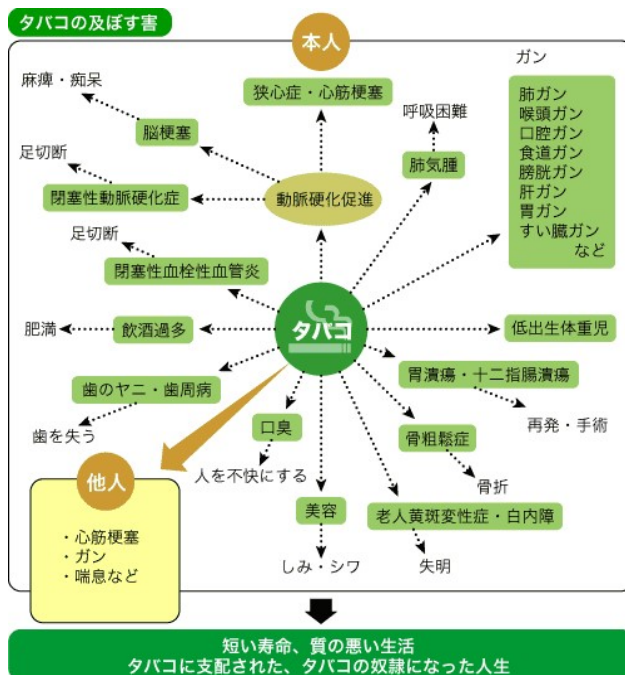 タバコの及ぼす害
本人
ガン
麻痺・痴呆
狭心症・心筋梗塞
呼吸困難
肺ガン
喉頭ガン
口腔ガン
食道ガン
膀胱ガン
肝ガン
胃ガン
すい臓ガン
など
脳梗塞
足切断
肺気腫
閉塞性動脈硬化症
動脈硬化促進
足切断
閉塞性血栓性血管炎
肥満
飲酒過多
タバコ
低出生体重児
歯のヤニ・歯周病
胃潰瘍・十二指腸潰瘍
歯を失う
口臭
骨粗鬆症
再発・手術
人を不快にする
骨折
他人
・心筋梗塞
・ガン
・喘息など
美容
老人黄斑変性症・白内障
しみ・シワ
失明
短い寿命、質の悪い生活
タバコに支配された、タバコの奴隷になった人生